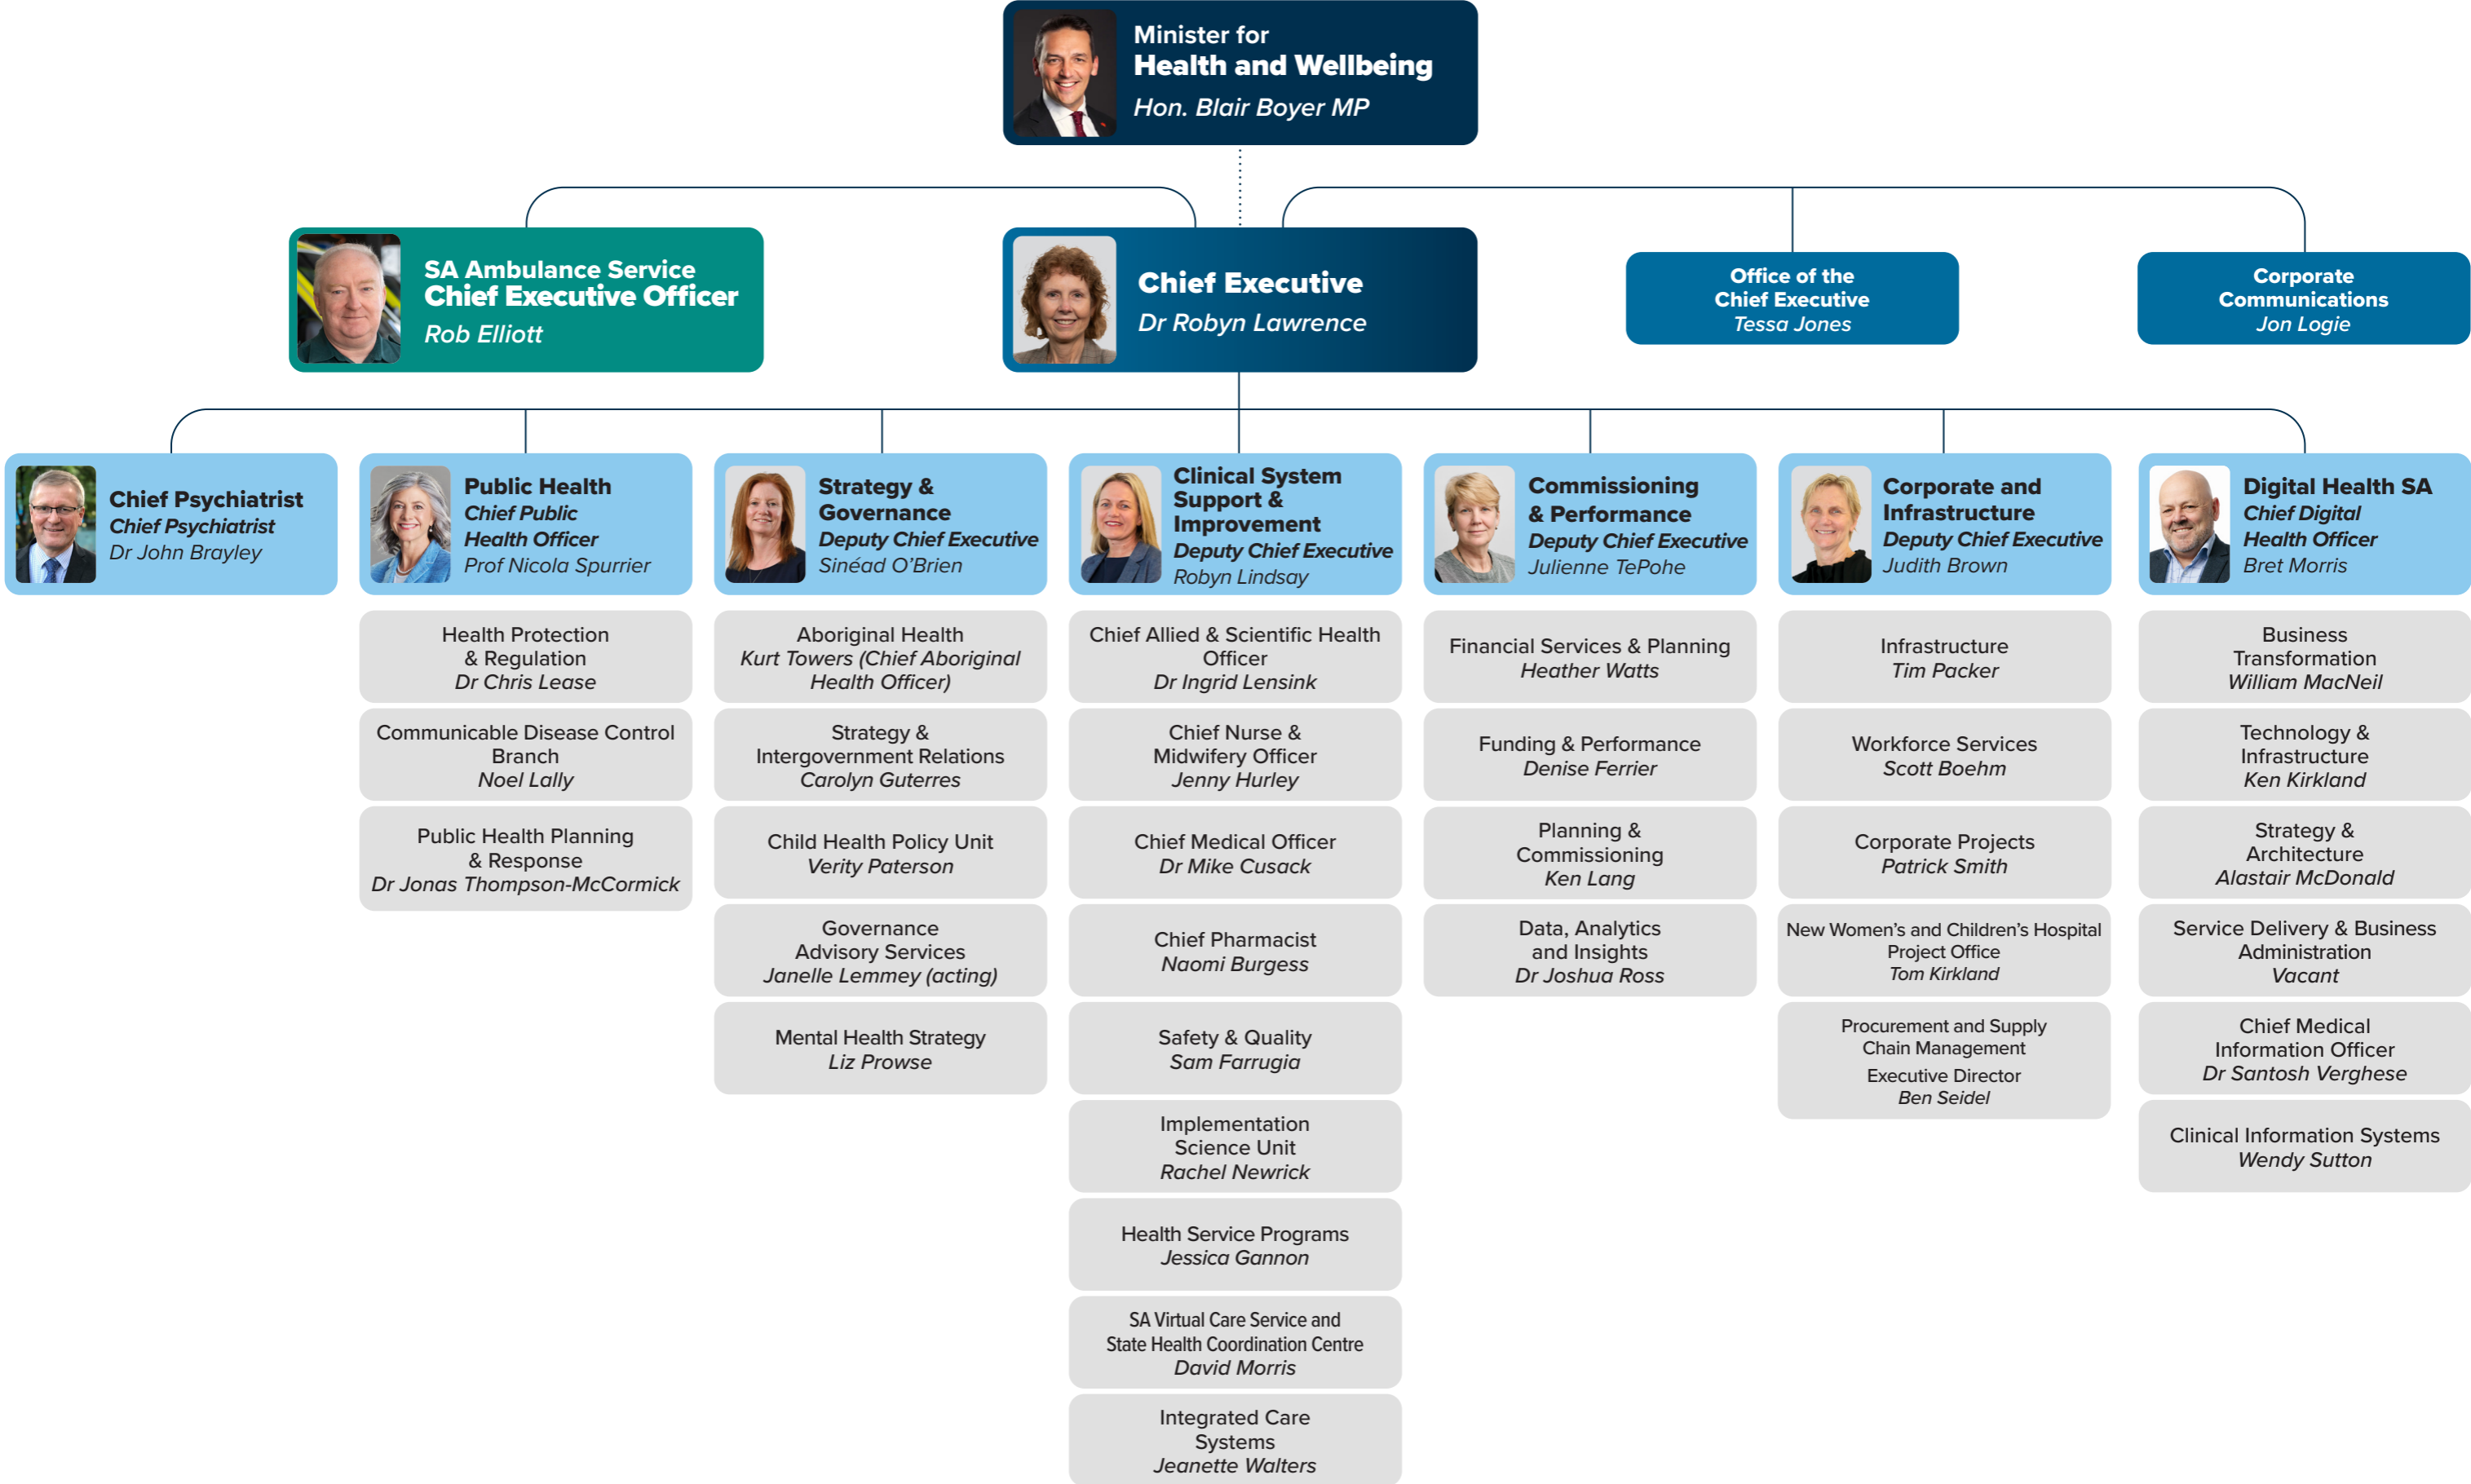 Minister for
Health and Wellbeing
Hon. Blair Boyer MP
SA Ambulance Service
Chief Executive Officer
Rob Elliott
Chief Executive
Dr Robyn Lawrence
Office of the
Chief Executive
Tessa Jones
Corporate
Communications
Jon Logie
Chief Psychiatrist
Chief Psychiatrist
Dr John Brayley
Public Health
Chief Public
Health Officer
Prof Nicola Spurrier
Health Protection
& Regulation
Dr Chris Lease
Communicable Disease Control
Branch
Noel Lally
Public Health Planning
& Response
Dr Jonas Thompson-McCormick
Strategy &
Governance
Deputy Chief Executive
Sinéad O’Brien
Aboriginal Health
Kurt Towers (Chief Aboriginal
Health Officer)
Strategy &
Intergovernment Relations
Carolyn Guterres
Child Health Policy Unit
Verity Paterson
Governance
Advisory Services
Janelle Lemmey (acting)
Mental Health Strategy
Liz Prowse
Clinical System
Support &
Improvement
Deputy Chief Executive
Robyn Lindsay
Chief Allied & Scientific Health
Officer
Dr Ingrid Lensink
Chief Nurse &
Midwifery Officer
Jenny Hurley
Chief Medical Officer
Dr Mike Cusack
Chief Pharmacist
Naomi Burgess
Safety & Quality
Sam Farrugia
Implementation
Science Unit
Rachel Newrick
Health Service Programs
Jessica Gannon
SA Virtual Care Service and
State Health Coordination Centre
David Morris
Integrated Care
Systems
Jeanette Walters
Commissioning
& Performance
Deputy Chief Executive
Julienne TePohe
Financial Services & Planning
Heather Watts
Funding & Performance
Denise Ferrier
Planning &
Commissioning
Ken Lang
Data, Analytics
and Insights
Dr Joshua Ross
Corporate and
Infrastructure
Deputy Chief Executive
Judith Brown
Infrastructure
Tim Packer
Workforce Services
Scott Boehm
Corporate Projects
Patrick Smith
New Women’s and Children’s Hospital
Project Office
Tom Kirkland
Procurement and Supply
Chain Management
Executive Director
Ben Seidel
Digital Health SA
Chief Digital
Health Officer
Bret Morris
Business
Transformation
William MacNeil
Technology &
Infrastructure
Ken Kirkland
Strategy &
Architecture
Alastair McDonald
Service Delivery & Business
Administration
Vacant
Chief Medical
Information Officer
Dr Santosh Verghese
Clinical Information Systems
Wendy Sutton